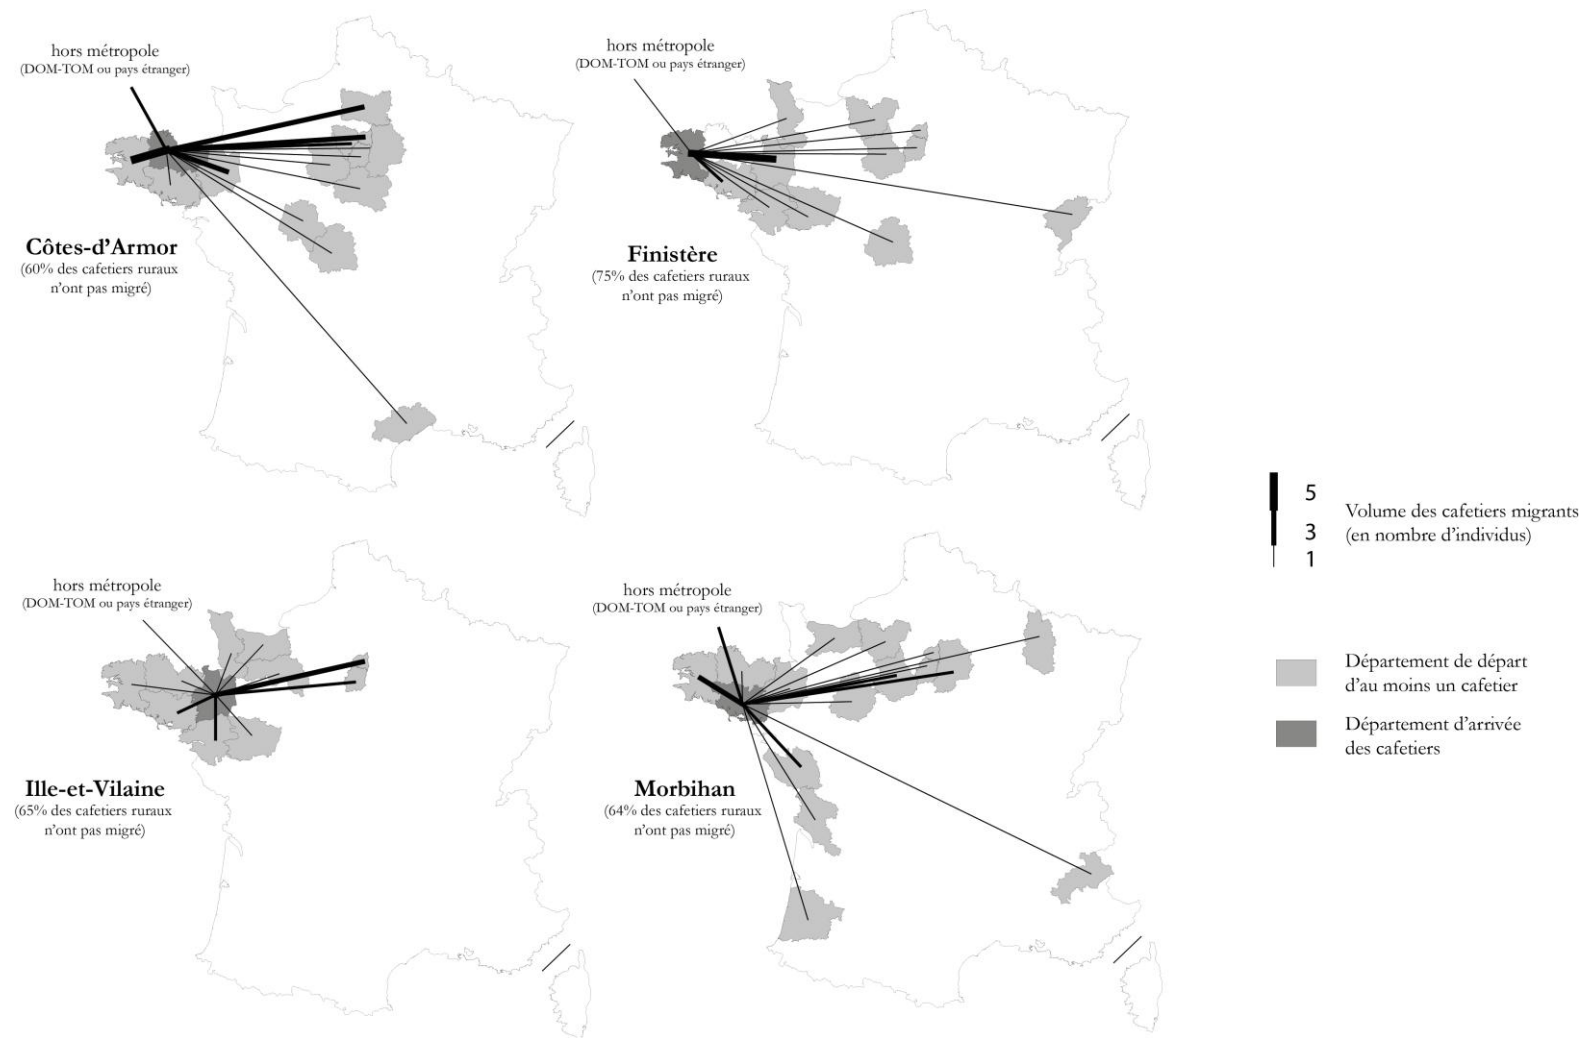 hors métropole
(DOM-TOM ou pays étranger)
Côtes-d'Armor
(60% des cafetiers ruraux
n'ont pas migré)
hors métropole
(DOM-TOM ou pays étranger)
Finistère
(75% des cafetiers ruraux
n'ont pas migré)
hors métropole
(DOM-TOM ou pays étranger)
Ille-et-Vilaine
(65% des cafetiers ruraux
n'ont pas migré)
hors métropole
(DOM-TOM ou pays étranger)
Morbihan
(64% des cafetiers ruraux
n'ont pas migré)
5
3
1
Volume des cafetiers migrants
(en nombre d'individus)
Département de départ
d'au moins un cafetier
Département d'arrivée
des cafetiers